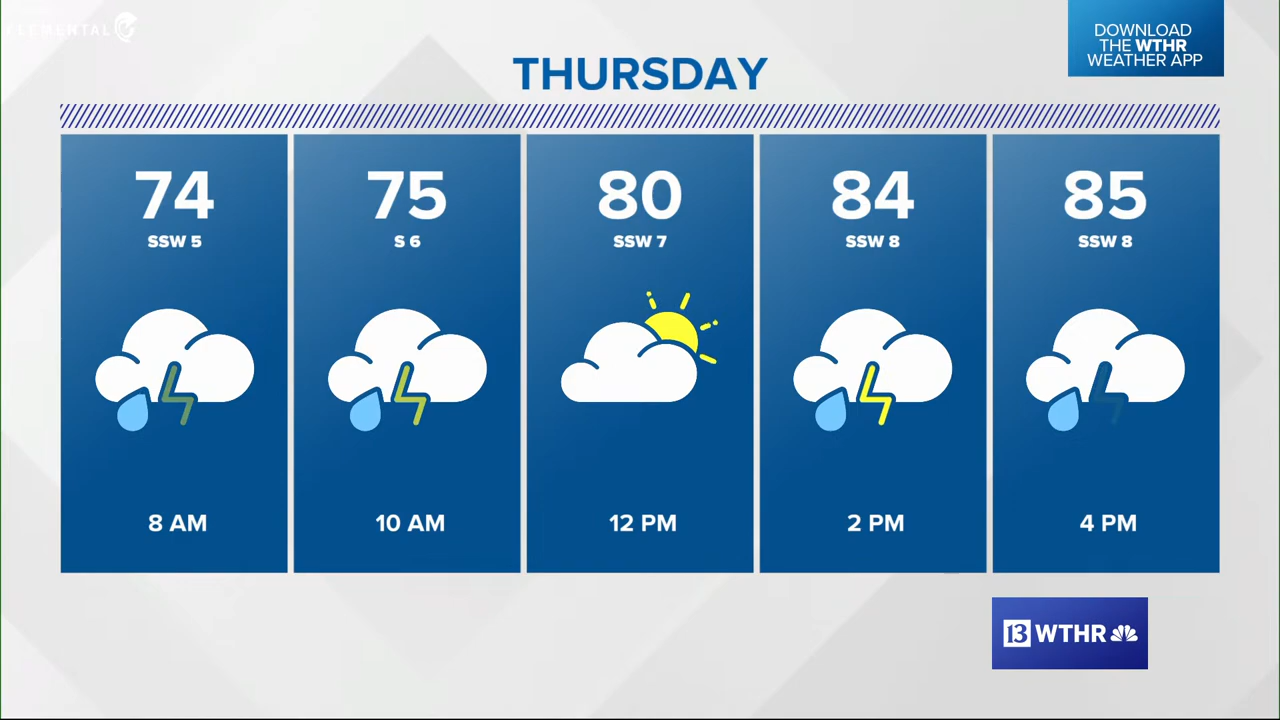 ELEMENTAL
DOWNLOAD
THE WTHR
WEATHER APP
THURSDAY
74
SSW 5
8 AM
75
S 6
10 AM
80
SSW 7
12 PM
84
SSW 8
2 PM
85
SSW 8
4 PM
13 WTHR